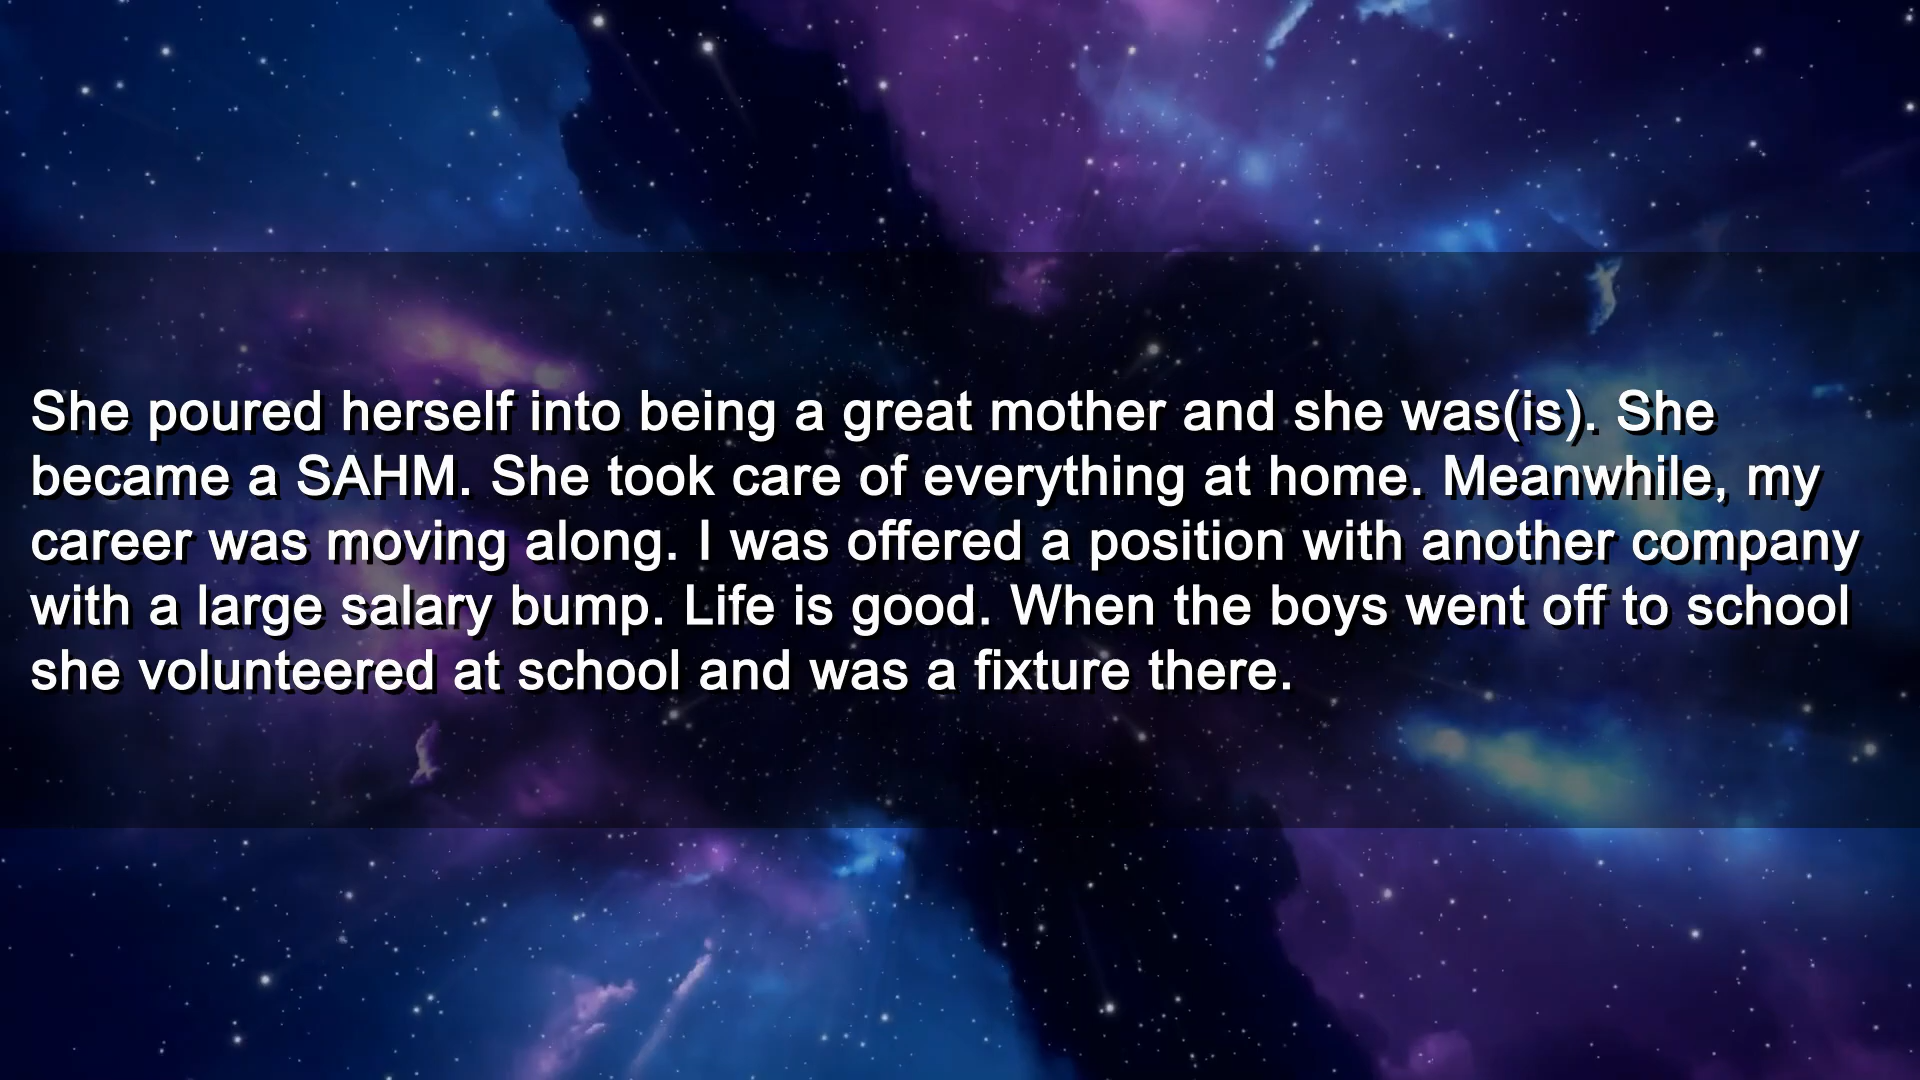 She poured herself into being a great mother and she was(is). She
became a SAHM. She took care of everything at home. Meanwhile, my
career was moving along. I was offered a position with another company
with a large salary bump. Life is good. When the boys went off to school
she volunteered at school and was a fixture there.